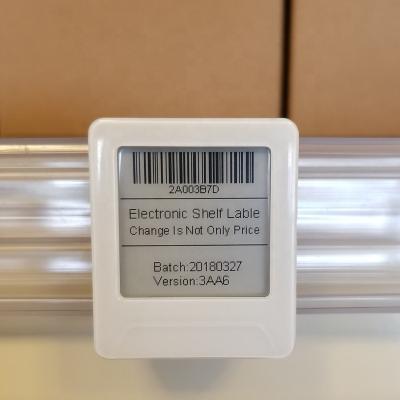 2A003B7D
Electronic Shelf Lable
Change Is Not Only Price
Batch:20180327
Version:3AA6